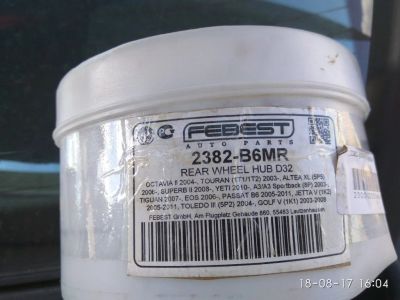 FEBEST
AUTO PARTS
2382-B6MR
REAR WHEEL HUB D32
OCTAVIA II 2004-, TOURAN (1T1/1T2) 2003-, ALTEA XL (5P5)
2006-, SUPERB II 2008-, YETI 2010-, A3/A3 Sportback (8P) 2003-,
TIGUAN 2007-, EOS 2006-, PASSAT B6 2005-2011, JETTA V (1K2)
2005-2011, TOLEDO II (5P2) 2004-, GOLF V (1K1) 2003-2009
FEBEST GmbH, Am Flugplatz Gebaude 860, 55483 Lautzenhausen
18-08-17 16:04